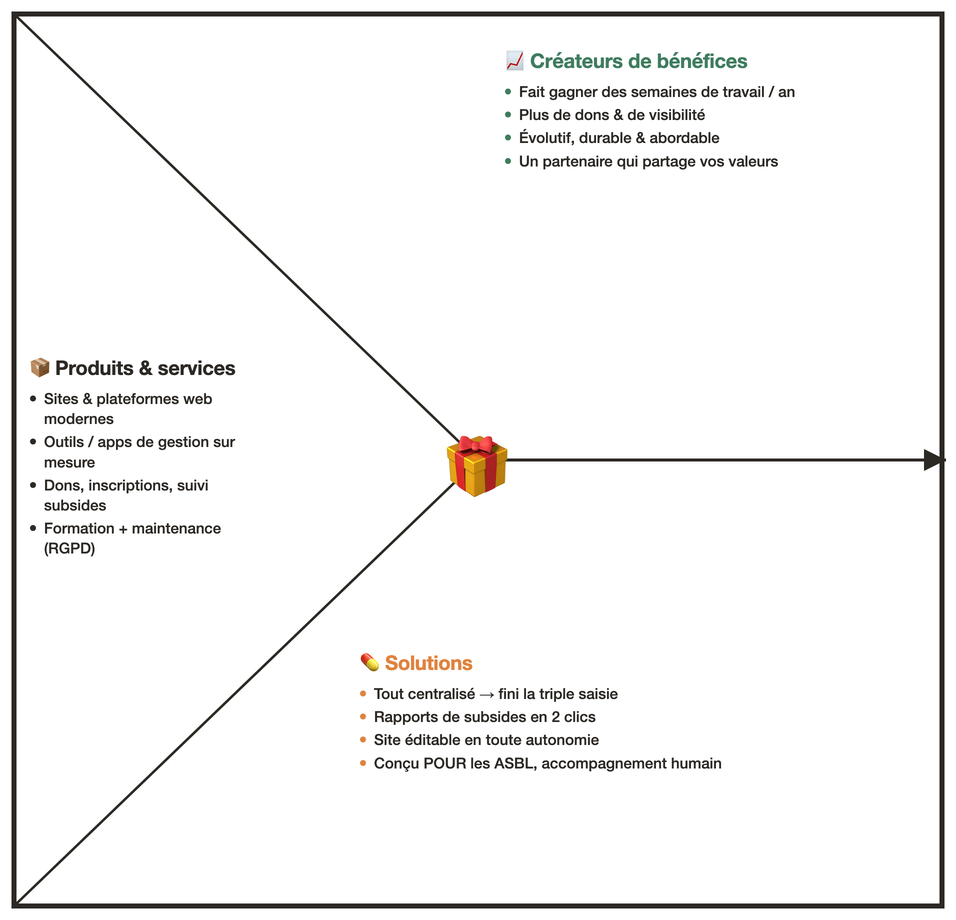 Créateurs de bénéfices
Fait gagner des semaines de travail / an
Plus de dons & de visibilité
Évolutif, durable & abordable
Un partenaire qui partage vos valeurs
Produits & services
Sites & plateformes web
modernes
Outils / apps de gestion sur
mesure
Dons, inscriptions, suivi
subsides
Formation + maintenance
(RGPD)
Solutions
Tout centralisé → fini la triple saisie
Rapports de subsides en 2 clics
Site éditable en toute autonomie
Conçu POUR les ASBL, accompagnement humain